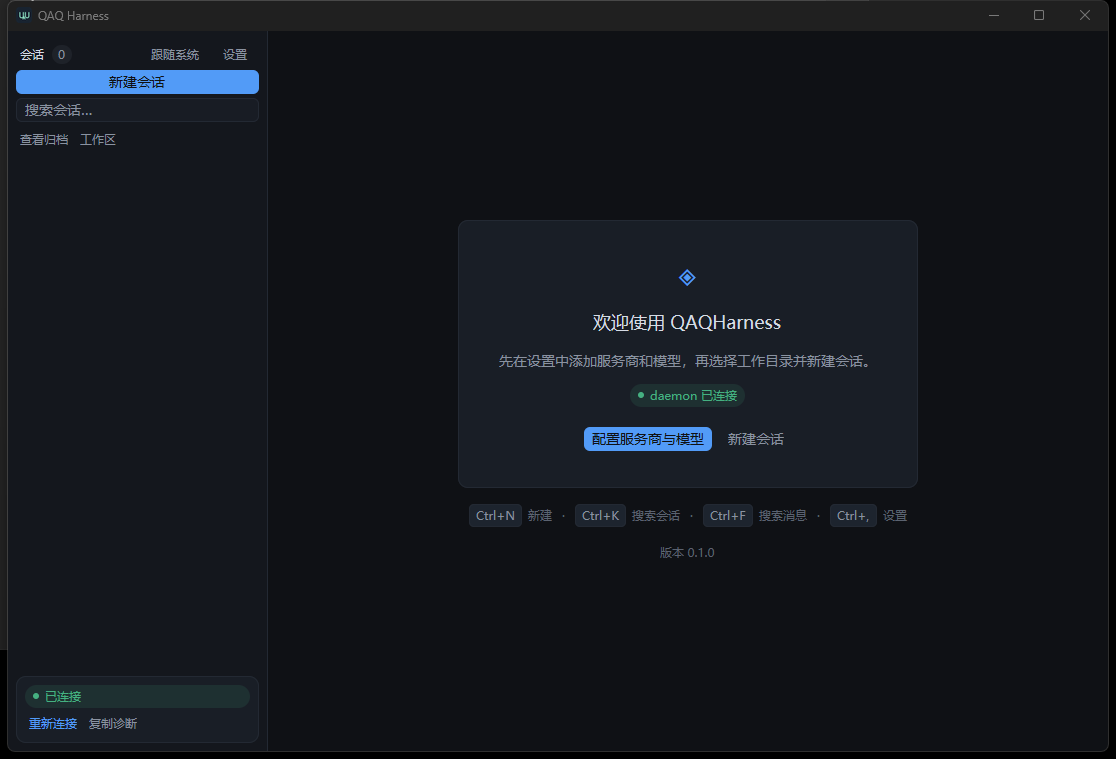 QAQ Harness
会话 0 跟随系统 设置
新建会话
搜索会话...
查看归档 工作区
欢迎使用 QAQHarness
先在设置中添加服务商和模型，再选择工作目录并新建会话。
daemon 已连接
配置服务商与模型 新建会话
Ctrl+N 新建 · Ctrl+K 搜索会话 · Ctrl+F 搜索消息 · Ctrl+, 设置
版本 0.1.0
已连接
重新连接 复制诊断